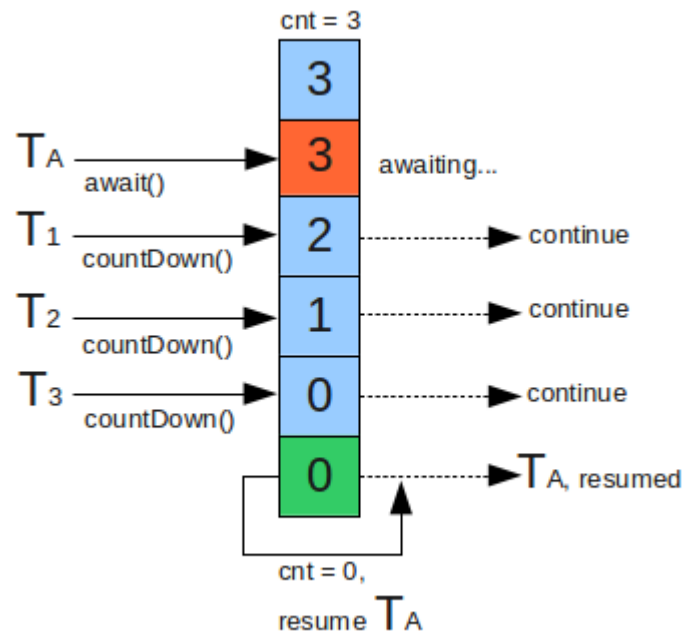 cnt = 3
3
TA
await()
3
awaiting...
T1
countDown()
2
continue
T2
countDown()
1
continue
T3
countDown()
0
continue
0
TA, resumed
cnt = 0,
resume TA